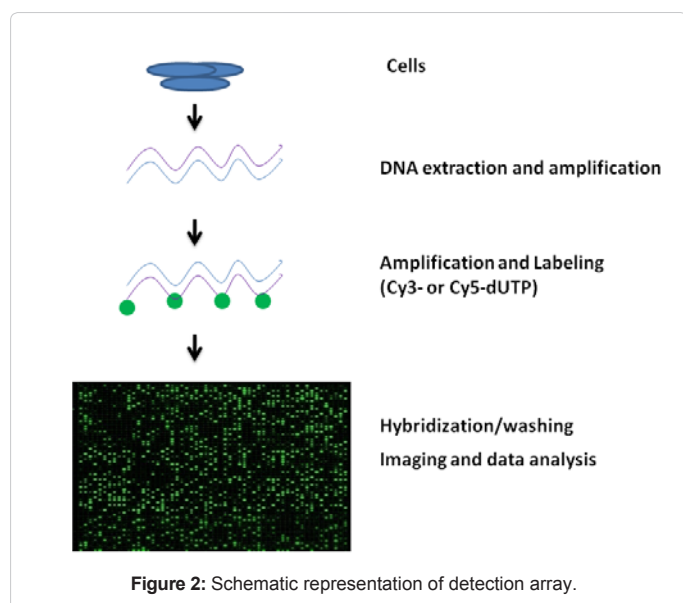 Cells
DNA extraction and amplification
Amplification and Labeling
(Cy3- or Cy5-dUTP)
Hybridization/washing
Imaging and data analysis
Figure 2: Schematic representation of detection array.